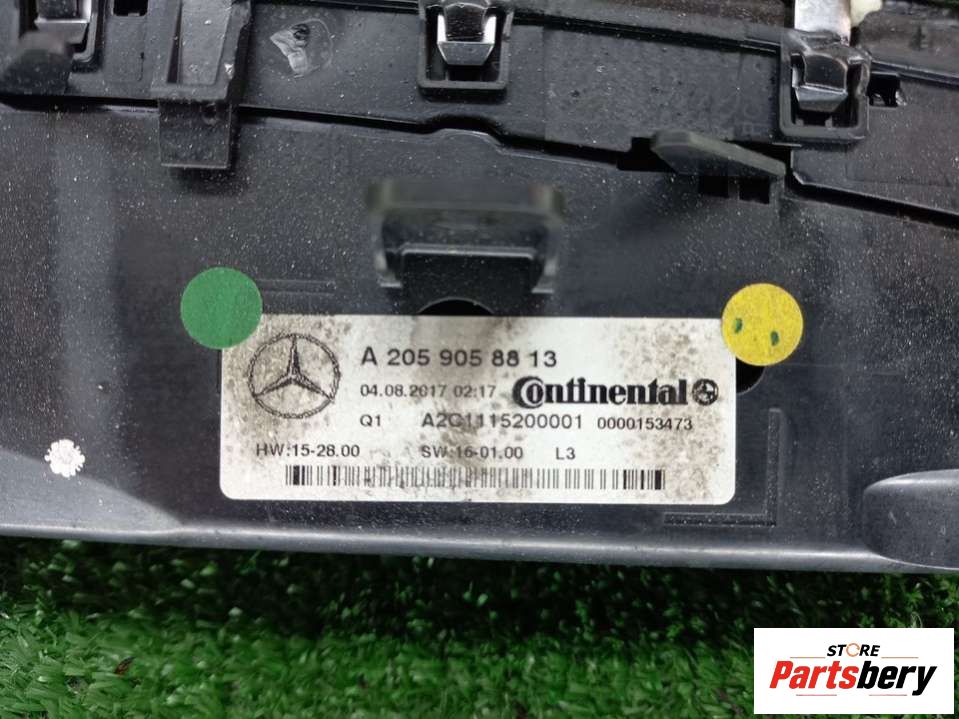 A 205 905 88 13
04.08.2017 02:17 Continental
Q1 A2C1115200001 0000153473
HW:15-28.00 SW:16-01.00 L3
STORE
Partsbery